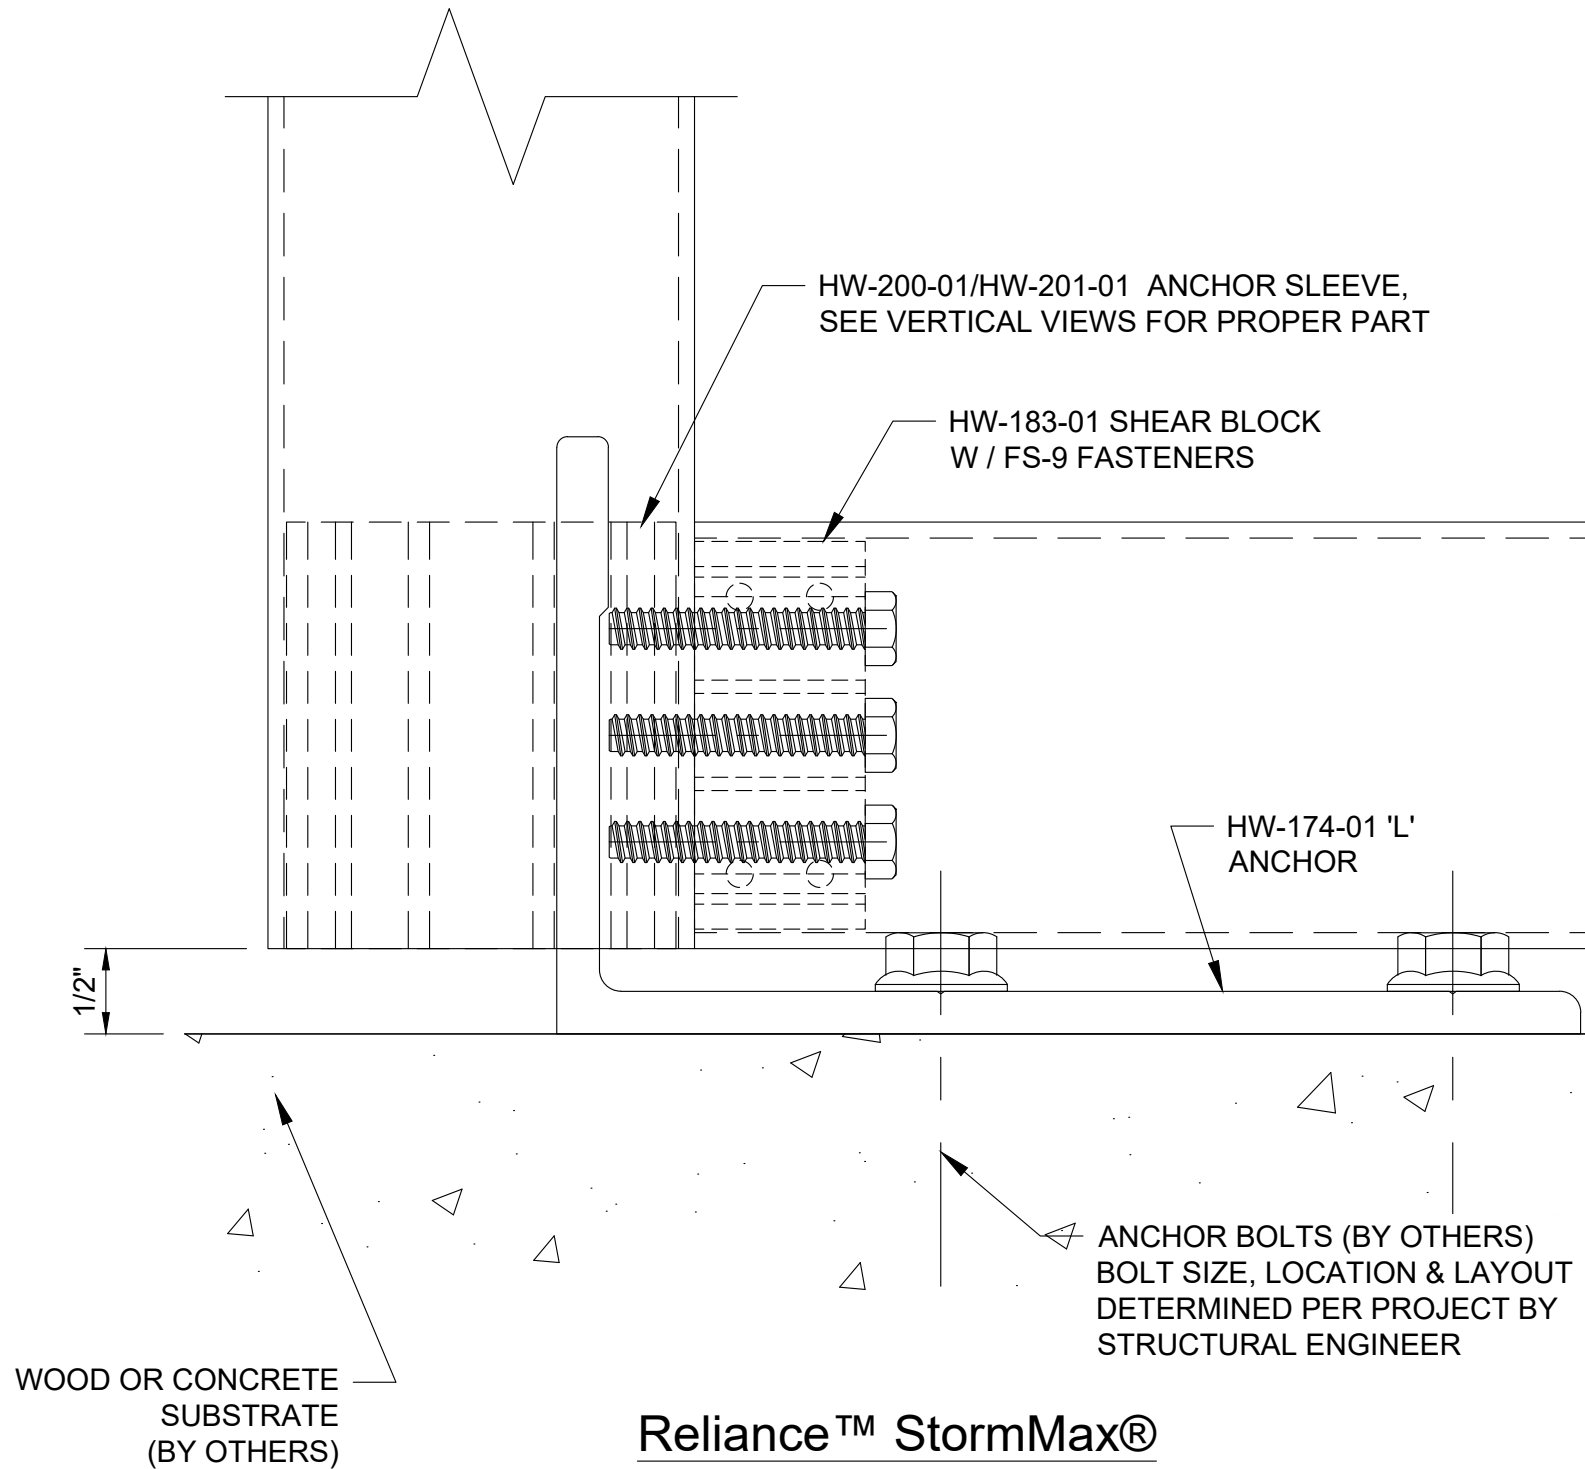 HW-200-01/HW-201-01 ANCHOR SLEEVE,
SEE VERTICAL VIEWS FOR PROPER PART
HW-183-01 SHEAR BLOCK
W / FS-9 FASTENERS
HW-174-01 'L'
ANCHOR
1/2"
ANCHOR BOLTS (BY OTHERS)
BOLT SIZE, LOCATION & LAYOUT
DETERMINED PER PROJECT BY
STRUCTURAL ENGINEER
WOOD OR CONCRETE
SUBSTRATE
(BY OTHERS)
Reliance™ StormMax®